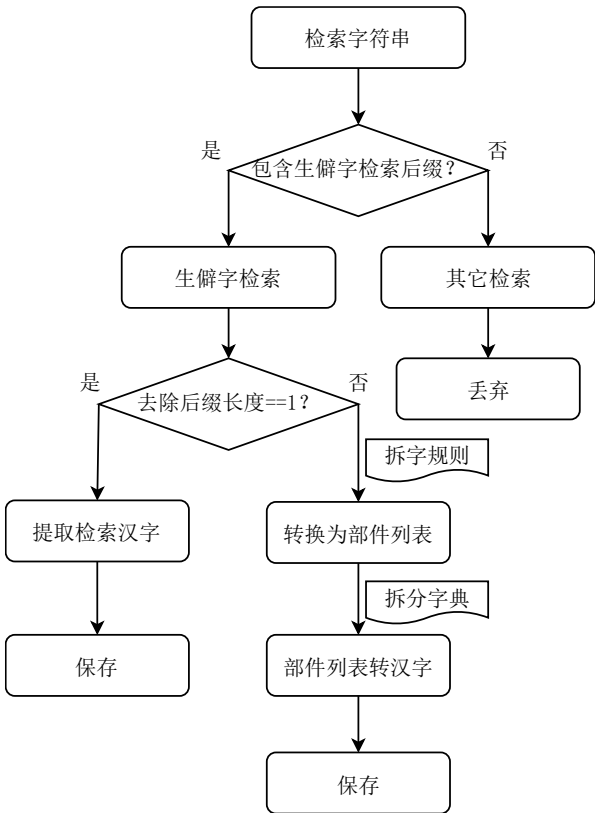 检索字符串
是
否
包含生僻字检索后缀？
生僻字检索
其它检索
是
否
丢弃
去除后缀长度==1？
拆字规则
提取检索汉字
转换为部件列表
拆分字典
保存
部件列表转汉字
保存